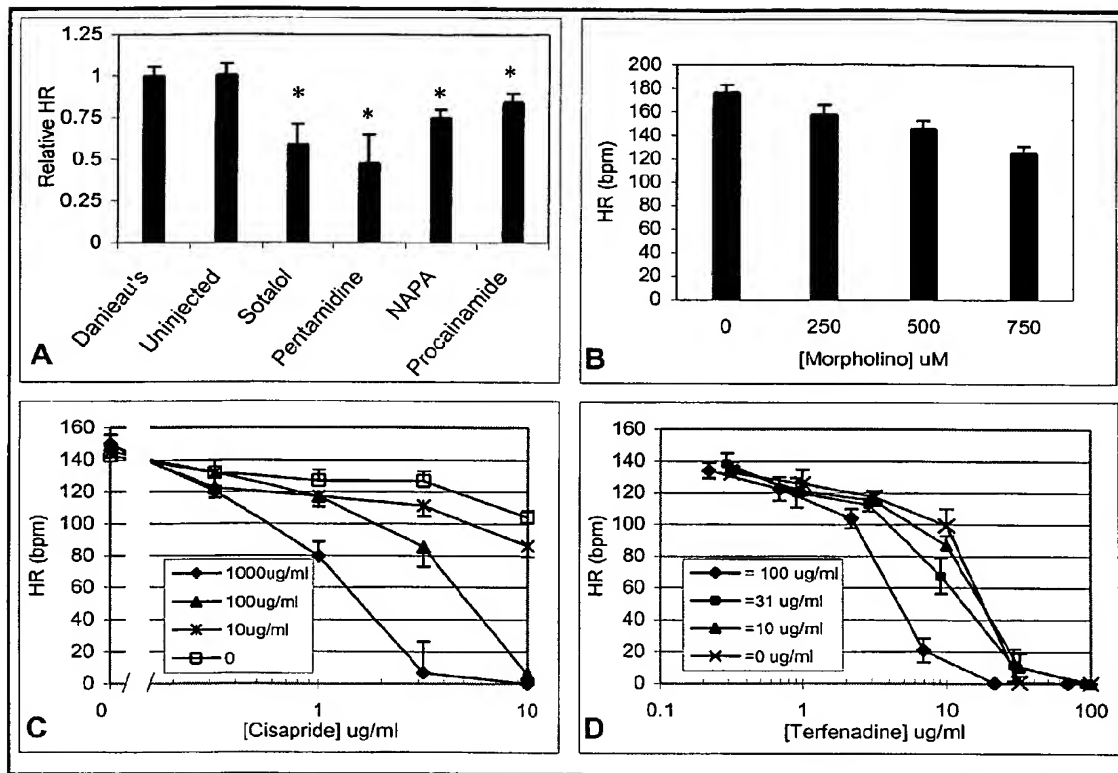 1.25
1
0.75
0.5
0.25
0
Relative HR
*
*
*
*
Danieau's
Uninjected
Sotalol
Pentamidine
NAPA
Procainamide
A
200
180
160
140
120
100
80
60
40
20
0
HR (bpm)
0 250 500 750
[Morpholino] uM
B
160
140
120
100
80
60
40
20
0
HR (bpm)
1000ug/ml
100ug/ml
10ug/ml
0
0 1 10
[Cisapride] ug/ml
C
160
140
120
100
80
60
40
20
0
HR (bpm)
= 100 ug/ml
=31 ug/ml
=10 ug/ml
=0 ug/ml
0.1 1 10 100
[Terfenadine] ug/ml
D